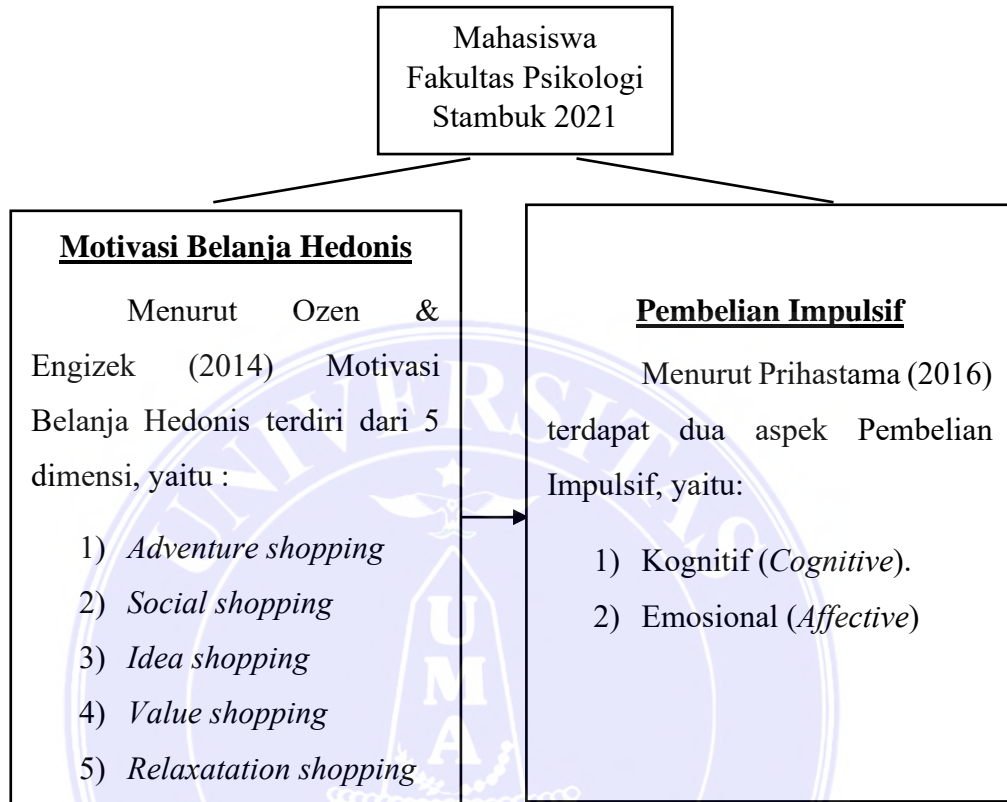 Mahasiswa
Fakultas Psikologi
Stambuk 2021
Motivasi Belanja Hedonis
Menurut Ozen &
Engizek (2014) Motivasi
Belanja Hedonis terdiri dari 5
dimensi, yaitu :
1) Adventure shopping
2) Social shopping
3) Idea shopping
4) Value shopping
5) Relaxatation shopping
Pembelian Impulsif
Menurut Prihastama (2016)
terdapat dua aspek Pembelian
Impulsif, yaitu:
1) Kognitif (Cognitive).
2) Emosional (Affective)
UNIVERSITAS
UMA